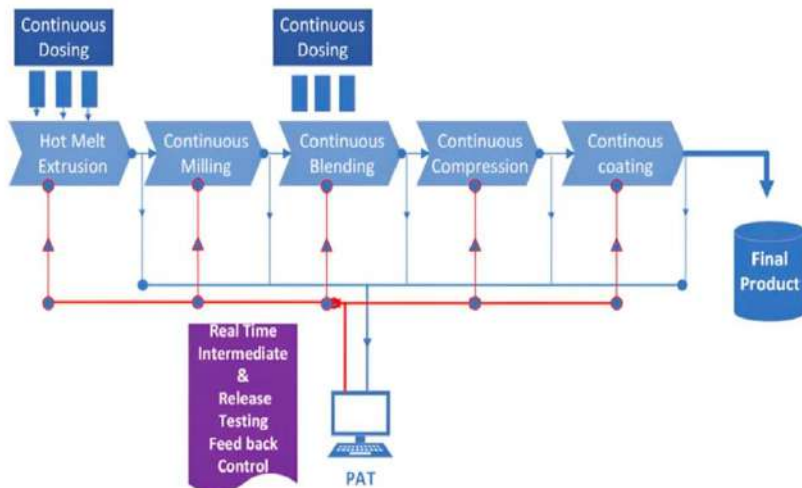 Continuous
Dosing
Continuous
Dosing
Hot Melt
Extrusion
Continuous
Milling
Continuous
Blending
Continuous
Compression
Continous
coating
Final
Product
Real Time
Intermediate
&
Release
Testing
Feed back
Control
PAT